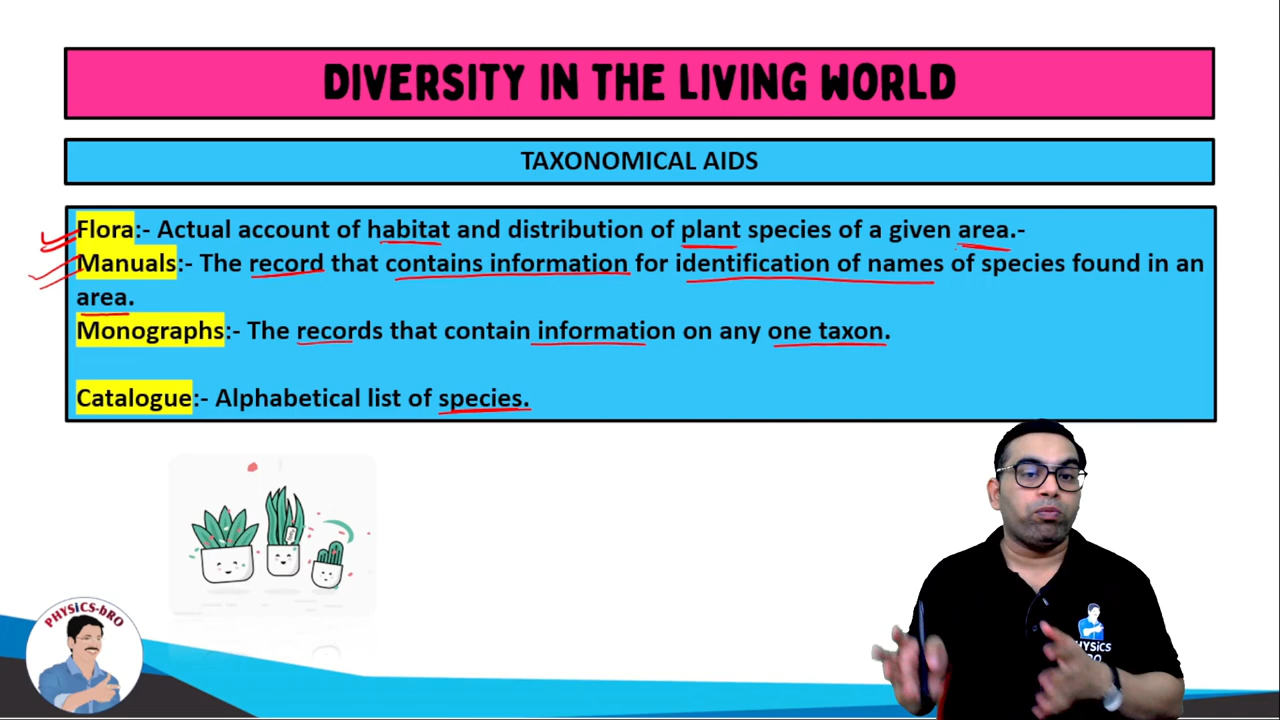 DIVERSITY IN THE LIVING WORLD
TAXONOMICAL AIDS
Flora:- Actual account of habitat and distribution of plant species of a given area.-
Manuals:- The record that contains information for identification of names of species found in an
area.
Monographs:- The records that contain information on any one taxon.
Catalogue:- Alphabetical list of species.
PHYSiCS-bRO
HYSiCS
RO